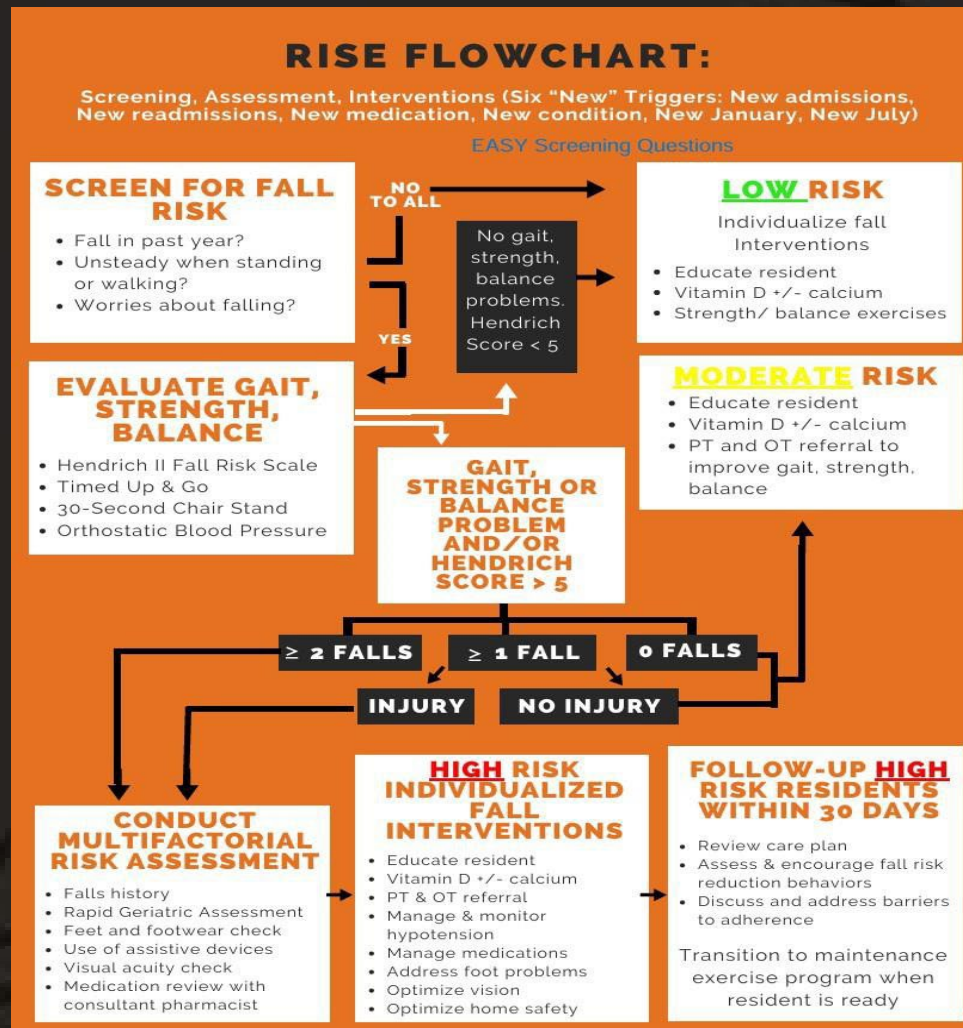 RISE FLOWCHART:
Screening, Assessment, Interventions (Six “New” Triggers: New admissions,
New readmissions, New medication, New condition, New January, New July)
EASY Screening Questions
SCREEN FOR FALL
RISK
• Fall in past year?
• Unsteady when standing
or walking?
• Worries about falling?
NO
TO ALL
YES
No gait,
strength,
balance
problems.
Hendrich
Score < 5
LOW RISK
Individualize fall
Interventions
• Educate resident
• Vitamin D +/- calcium
• Strength/ balance exercises
EVALUATE GAIT,
STRENGTH,
BALANCE
• Hendrich II Fall Risk Scale
• Timed Up & Go
• 30-Second Chair Stand
• Orthostatic Blood Pressure
MODERATE RISK
• Educate resident
• Vitamin D +/- calcium
• PT and OT referral to
improve gait, strength,
balance
GAIT,
STRENGTH OR
BALANCE
PROBLEM
AND/OR
HENDRICH
SCORE > 5
≥ 2 FALLS
≥ 1 FALL
0 FALLS
INJURY
NO INJURY
CONDUCT
MULTIFACTORIAL
RISK ASSESSMENT
• Falls history
• Rapid Geriatric Assessment
• Feet and footwear check
• Use of assistive devices
• Visual acuity check
• Medication review with
consultant pharmacist
HIGH RISK
INDIVIDUALIZED
FALL
INTERVENTIONS
• Educate resident
• Vitamin D +/- calcium
• PT & OT referral
• Manage & monitor
hypotension
• Manage medications
• Address foot problems
• Optimize vision
• Optimize home safety
FOLLOW-UP HIGH
RISK RESIDENTS
WITHIN 30 DAYS
• Review care plan
• Assess & encourage fall risk
reduction behaviors
• Discuss and address barriers
to adherence
Transition to maintenance
exercise program when
resident is ready